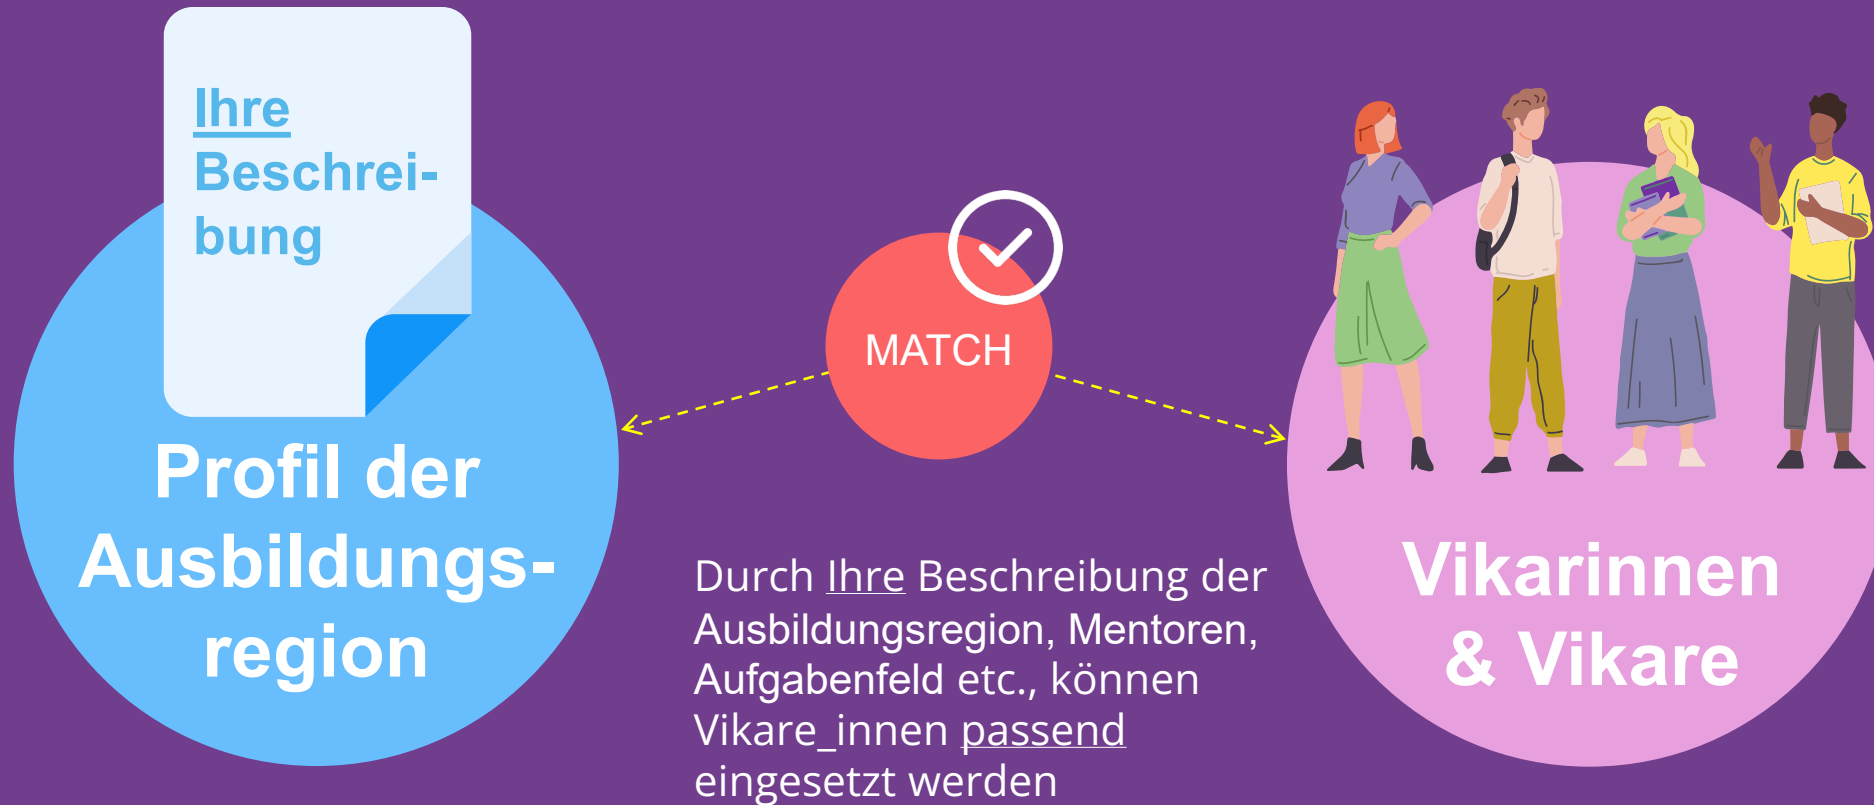 Ihre
Beschrei-
bung
Profil der
Ausbildungs-
region
MATCH
Durch Ihre Beschreibung der
Ausbildungsregion, Mentoren,
Aufgabenfeld etc., können
Vikare_innen passend
eingesetzt werden
Vikarinnen
& Vikare